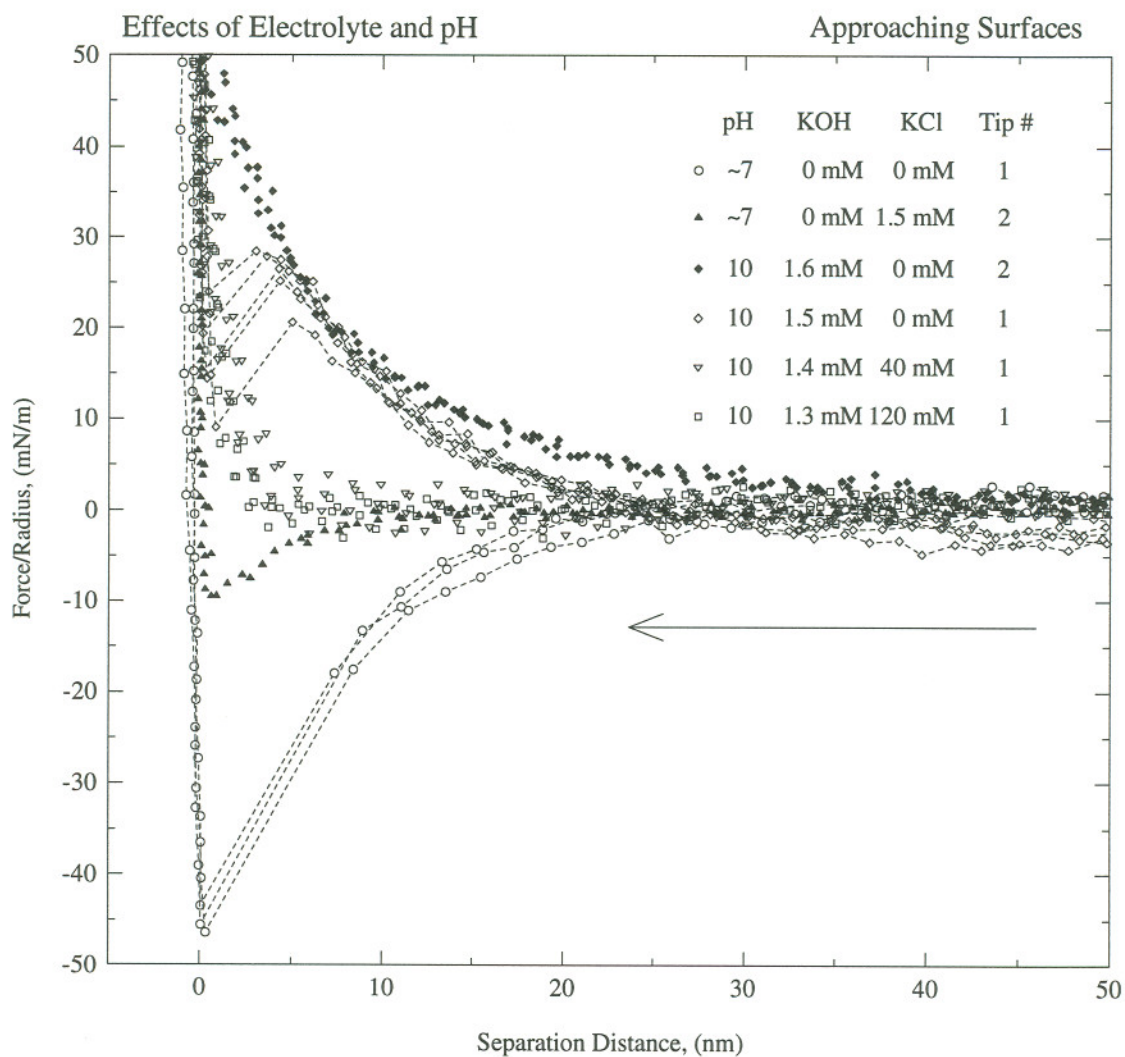 Effects of Electrolyte and pH Approaching Surfaces
50
40
30
20
10
0
-10
-20
-30
-40
-50
Force/Radius, (mN/m)
pH KOH KCl Tip #
~7 0 mM 0 mM 1
~7 0 mM 1.5 mM 2
10 1.6 mM 0 mM 2
10 1.5 mM 0 mM 1
10 1.4 mM 40 mM 1
10 1.3 mM 120 mM 1
0 10 20 30 40 50
Separation Distance, (nm)